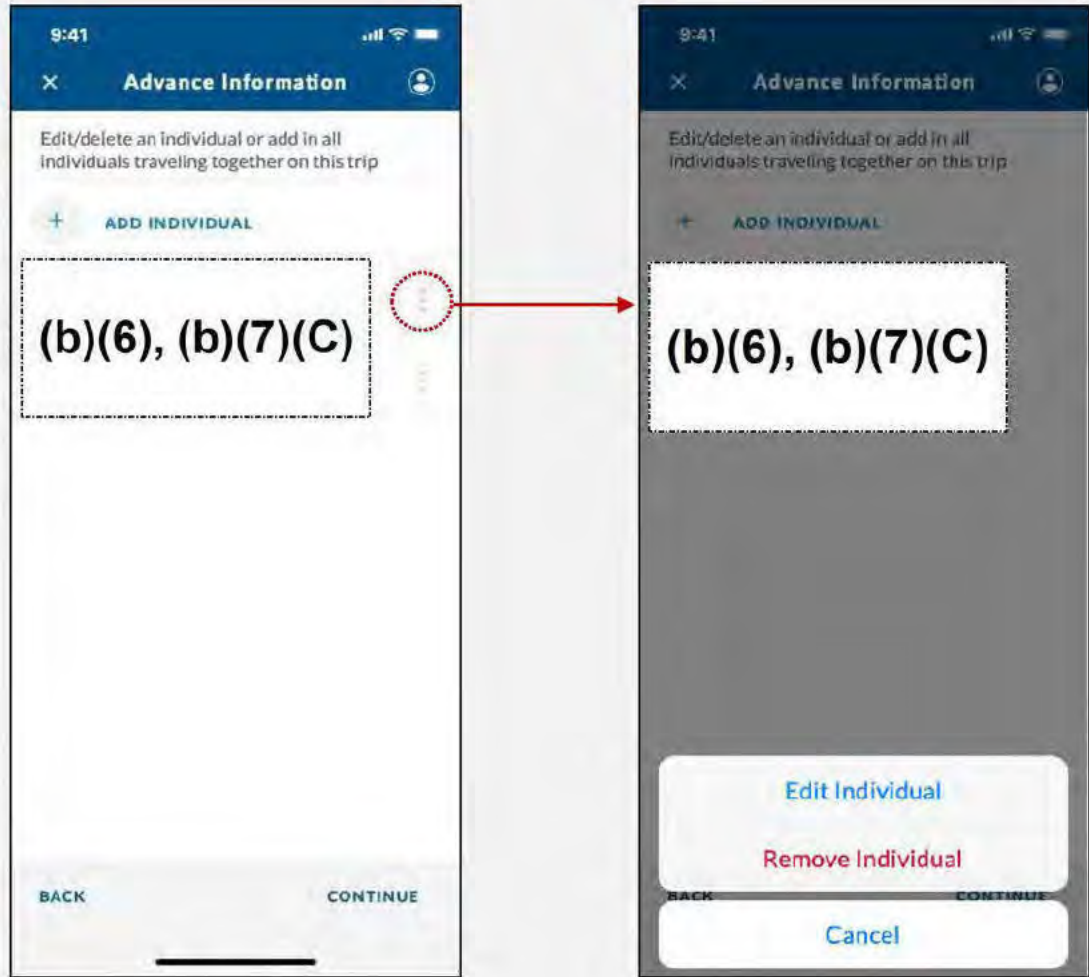 9:41
Advance Information
Edit/delete an individual or add in all
individuals traveling together on this trip
+ ADD INDIVIDUAL
(b)(6), (b)(7)(C)
BACK CONTINUE
9:41
Advance Information
Edit/delete an individual or add in all
individuals traveling together on this trip
+ ADD INDIVIDUAL
(b)(6), (b)(7)(C)
Edit Individual
Remove Individual
BACK CONTINUE
Cancel